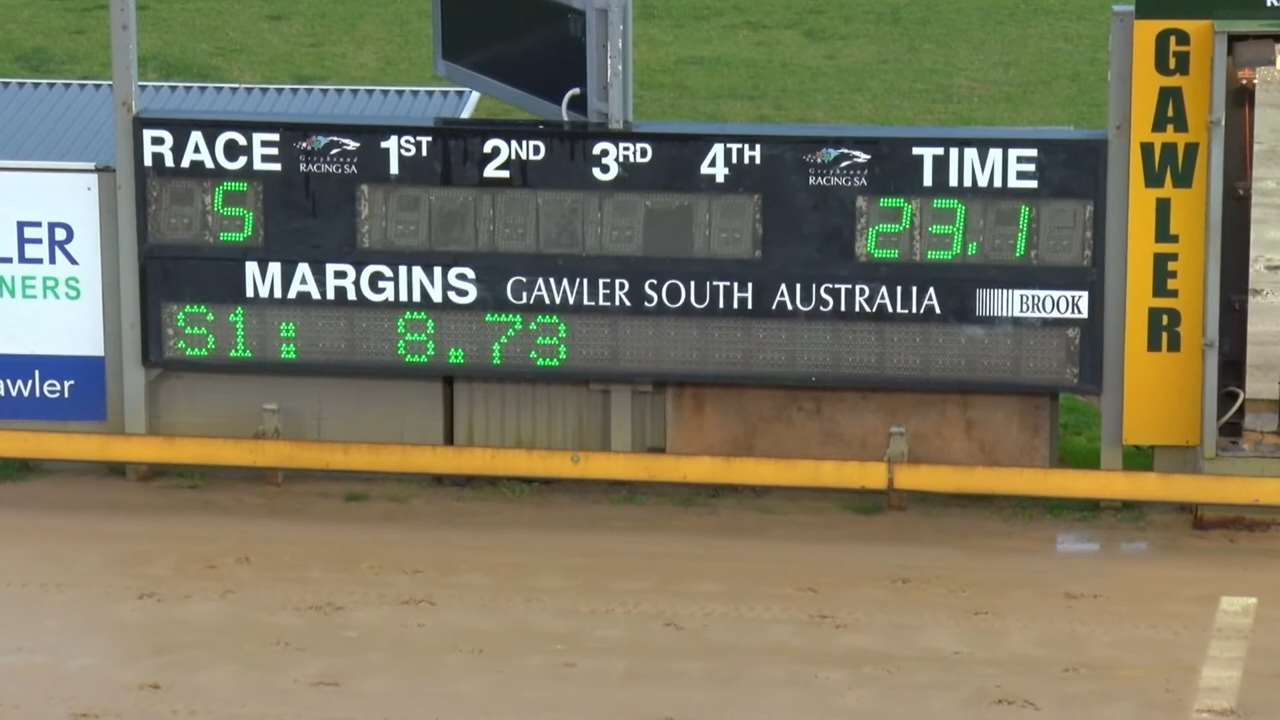 RACE Greyhound RACING SA 1ST 2ND 3RD 4TH Greyhound RACING SA TIME
5 23.1
MARGINS GAWLER SOUTH AUSTRALIA BROOK
S1: 8.73
GAWLER
LER
NERS
awler